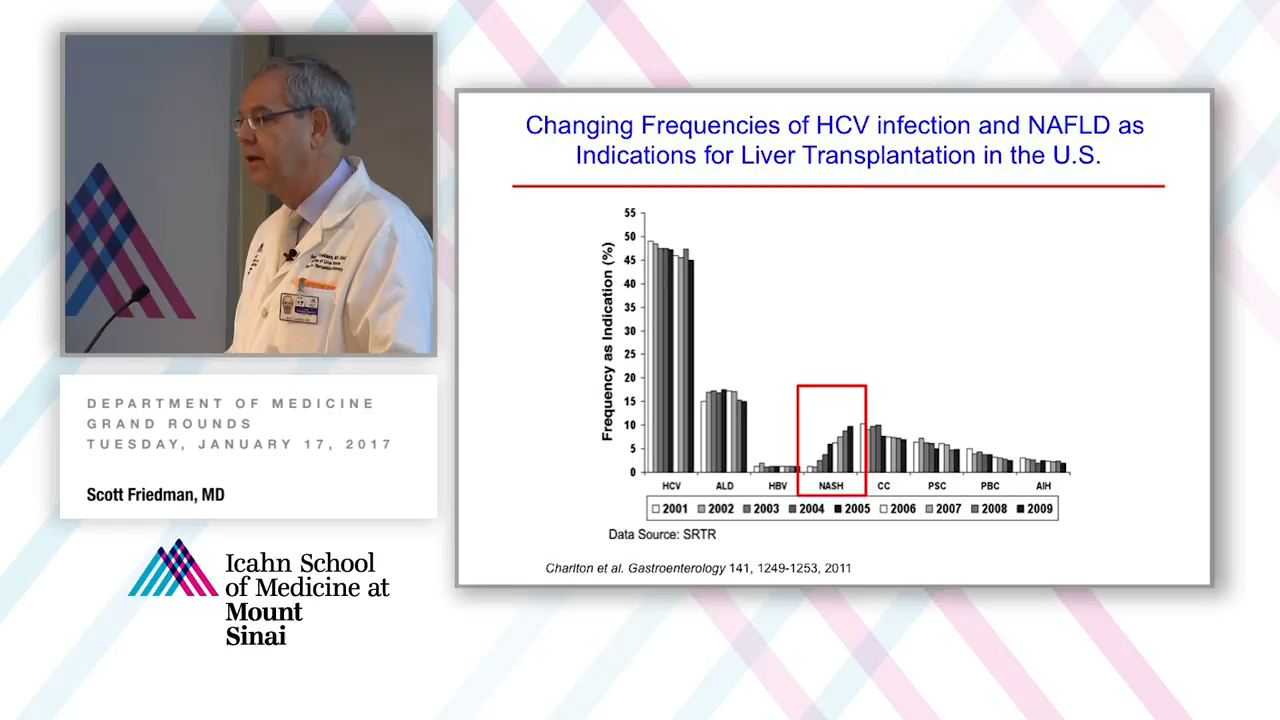 DEPARTMENT OF MEDICINE
GRAND ROUNDS
TUESDAY, JANUARY 17, 2017
Scott Friedman, MD
Icahn School
of Medicine at
Mount
Sinai
Changing Frequencies of HCV infection and NAFLD as
Indications for Liver Transplantation in the U.S.
Frequency as Indication (%)
55
50
45
40
35
30
25
20
15
10
5
0
HCV ALD HBV NASH CC PSC PBC AIH
2001 2002 2003 2004 2005 2006 2007 2008 2009
Data Source: SRTR
Charlton et al. Gastroenterology 141, 1249-1253, 2011